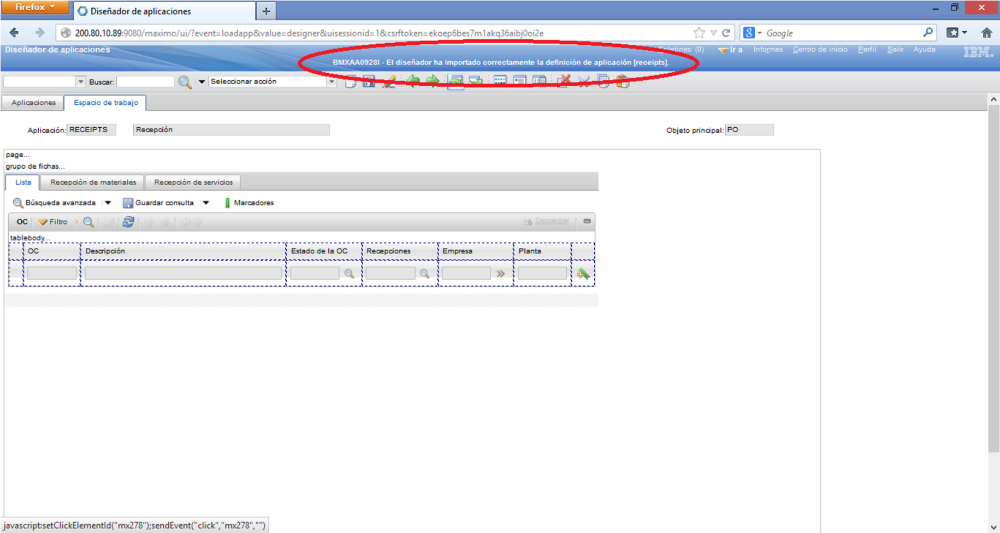 Firefox
Diseñador de aplicaciones
200.80.10.89:9080/maximo/ui/?event=loadapp&value=designer&uisessionid=1&csrftoken=ekoep6bes7m1akq36aibj0oi2e
Google
Diseñador de aplicaciones
Boletines: (0) Ir a Informes Centro de inicio Perfil Salir Ayuda IBM.
BMXAA0928I - El diseñador ha importado correctamente la definición de aplicación [receipts].
Buscar: Seleccionar acción
Aplicaciones Espacio de trabajo
Aplicación: RECEIPTS Recepción Objeto principal: PO
page...
grupo de fichas...
Lista Recepción de materiales Recepción de servicios
Búsqueda avanzada Guardar consulta Marcadores
OC Filtro Descargar
tablebody...
OC Descripción Estado de la OC Recepciones Empresa Planta
javascript:setClickElementId("mx278");sendEvent("click","mx278","")